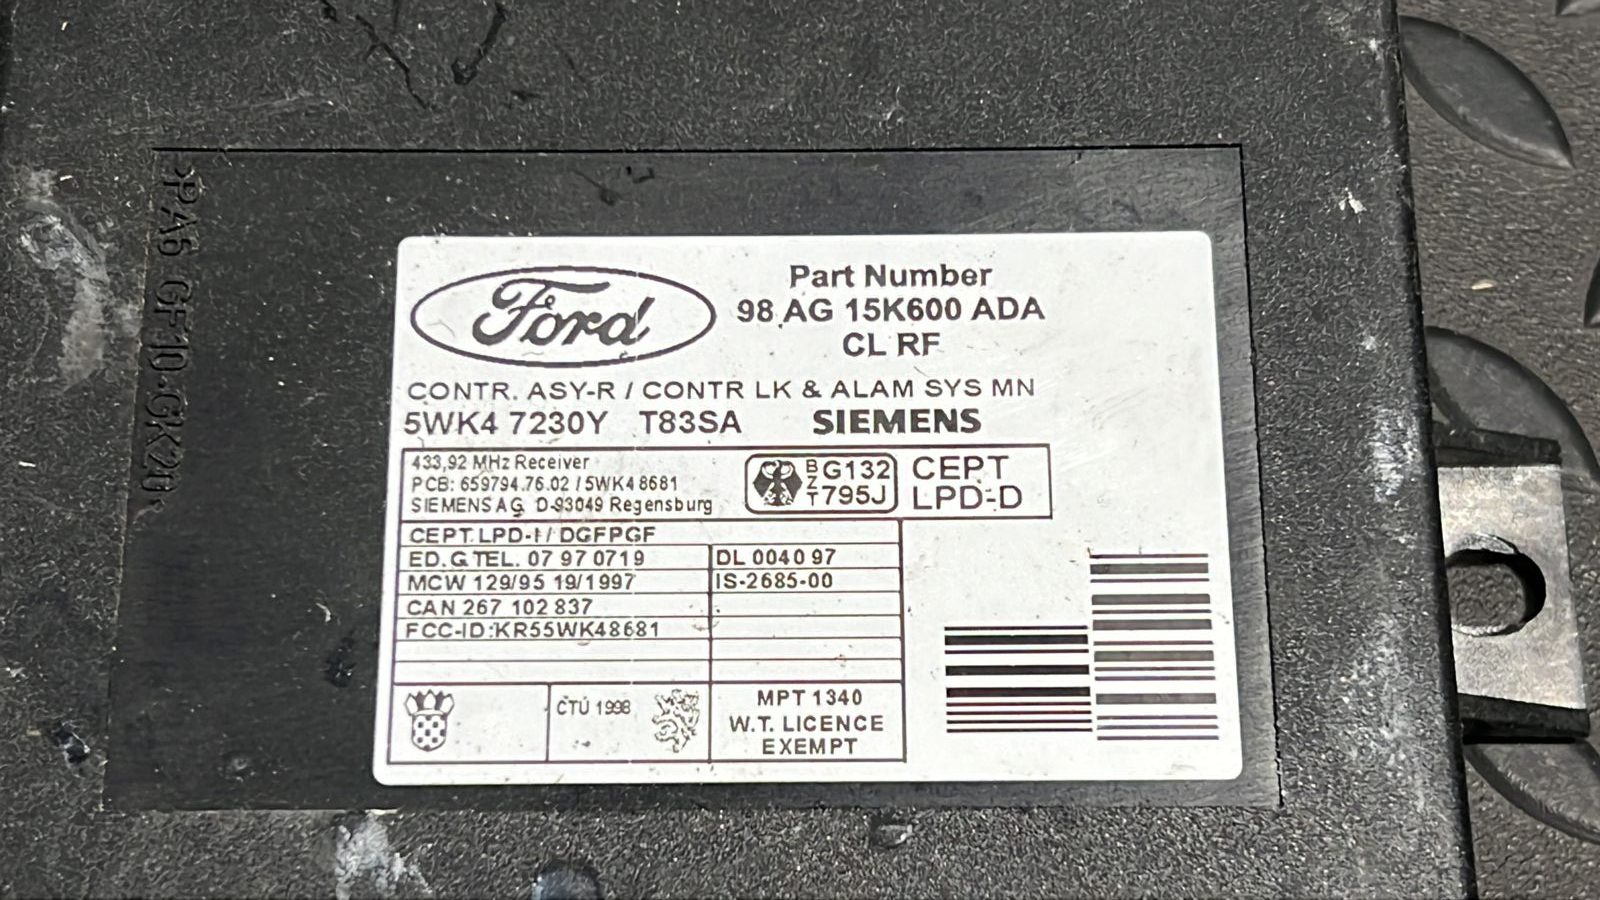 >PA6 GF10·GK20<
Ford
Part Number
98 AG 15K600 ADA
CL RF
CONTR. ASY-R / CONTR LK & ALAM SYS MN
5WK4 7230Y T83SA SIEMENS
433,92 MHz Receiver
PCB: 659794.76.02 / 5WK48681
SIEMENS AG D-93049 Regensburg
BZT G132 795J
CEPT
LPD-D
CEPT LPD-I / DGFPGF
ED.G.TEL. 07 97 0719 DL 0040 97
MCW 129/95 19/1997 IS-2685-00
CAN 267 102 837
FCC-ID:KR55WK48681
ČTÚ 1998
MPT 1340
W.T. LICENCE
EXEMPT